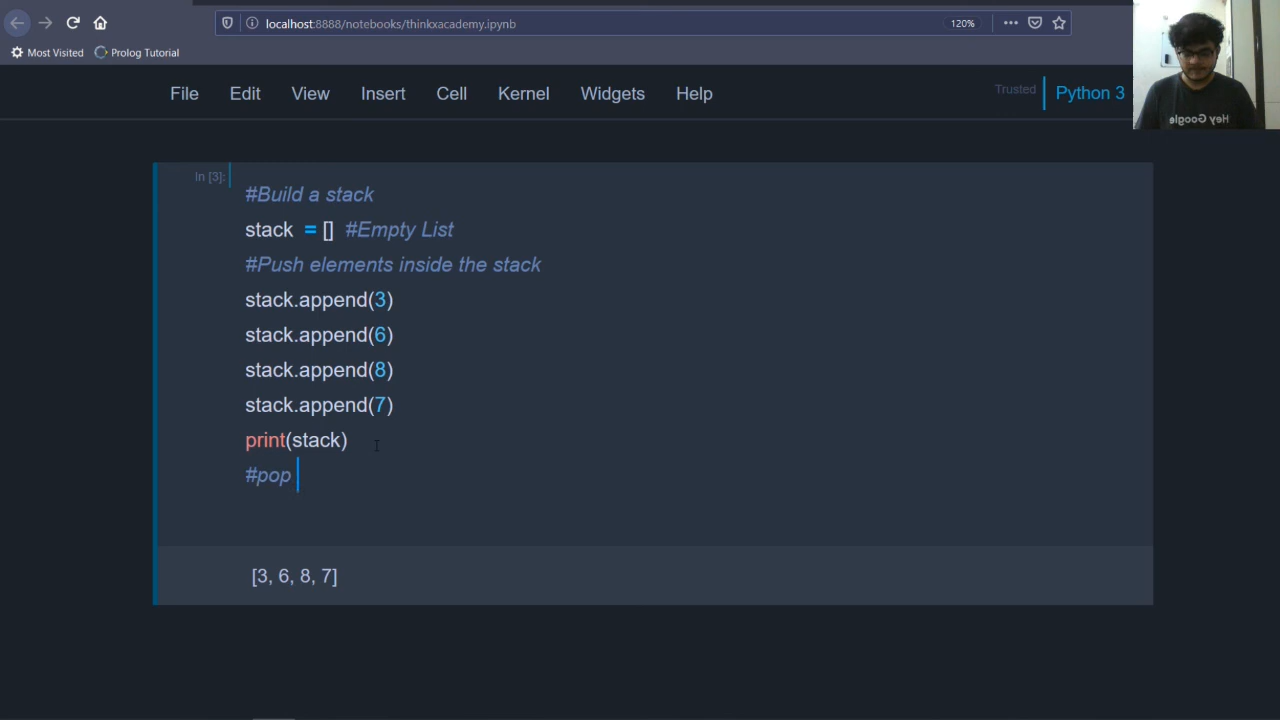 localhost:8888/notebooks/thinkxacademy.ipynb
120%
Most Visited
Prolog Tutorial
File Edit View Insert Cell Kernel Widgets Help
Trusted
Python 3
Hey Google
In [3]:
#Build a stack
stack = [] #Empty List
#Push elements inside the stack
stack.append(3)
stack.append(6)
stack.append(8)
stack.append(7)
print(stack)
#pop
[3, 6, 8, 7]